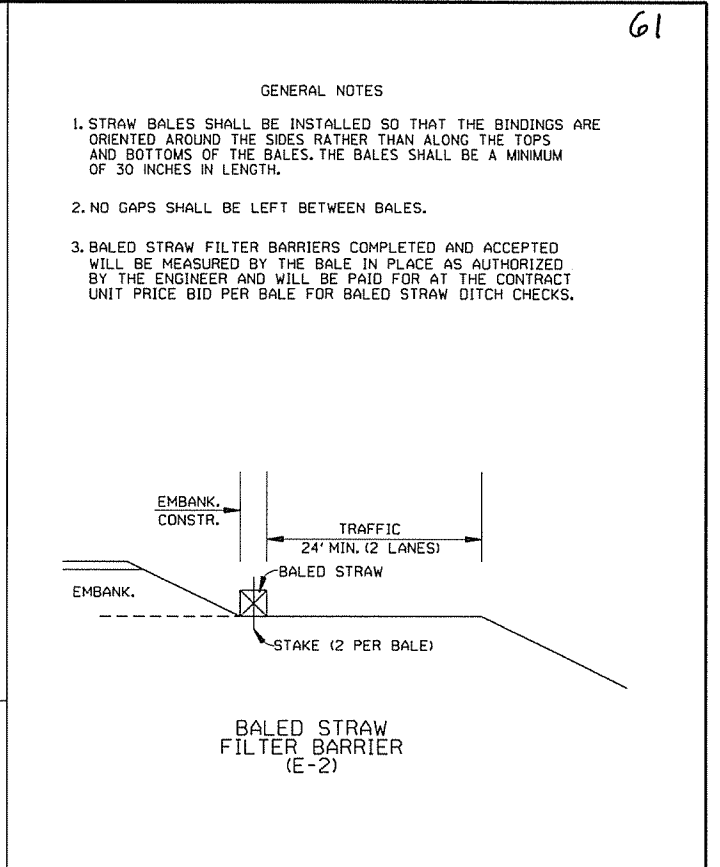 61
GENERAL NOTES
1. STRAW BALES SHALL BE INSTALLED SO THAT THE BINDINGS ARE
ORIENTED AROUND THE SIDES RATHER THAN ALONG THE TOPS
AND BOTTOMS OF THE BALES. THE BALES SHALL BE A MINIMUM
OF 30 INCHES IN LENGTH.
2. NO GAPS SHALL BE LEFT BETWEEN BALES.
3. BALED STRAW FILTER BARRIERS COMPLETED AND ACCEPTED
WILL BE MEASURED BY THE BALE IN PLACE AS AUTHORIZED
BY THE ENGINEER AND WILL BE PAID FOR AT THE CONTRACT
UNIT PRICE BID PER BALE FOR BALED STRAW DITCH CHECKS.
EMBANK.
CONSTR.
TRAFFIC
24' MIN. (2 LANES)
BALED STRAW
EMBANK.
STAKE (2 PER BALE)
BALED STRAW
FILTER BARRIER
(E-2)